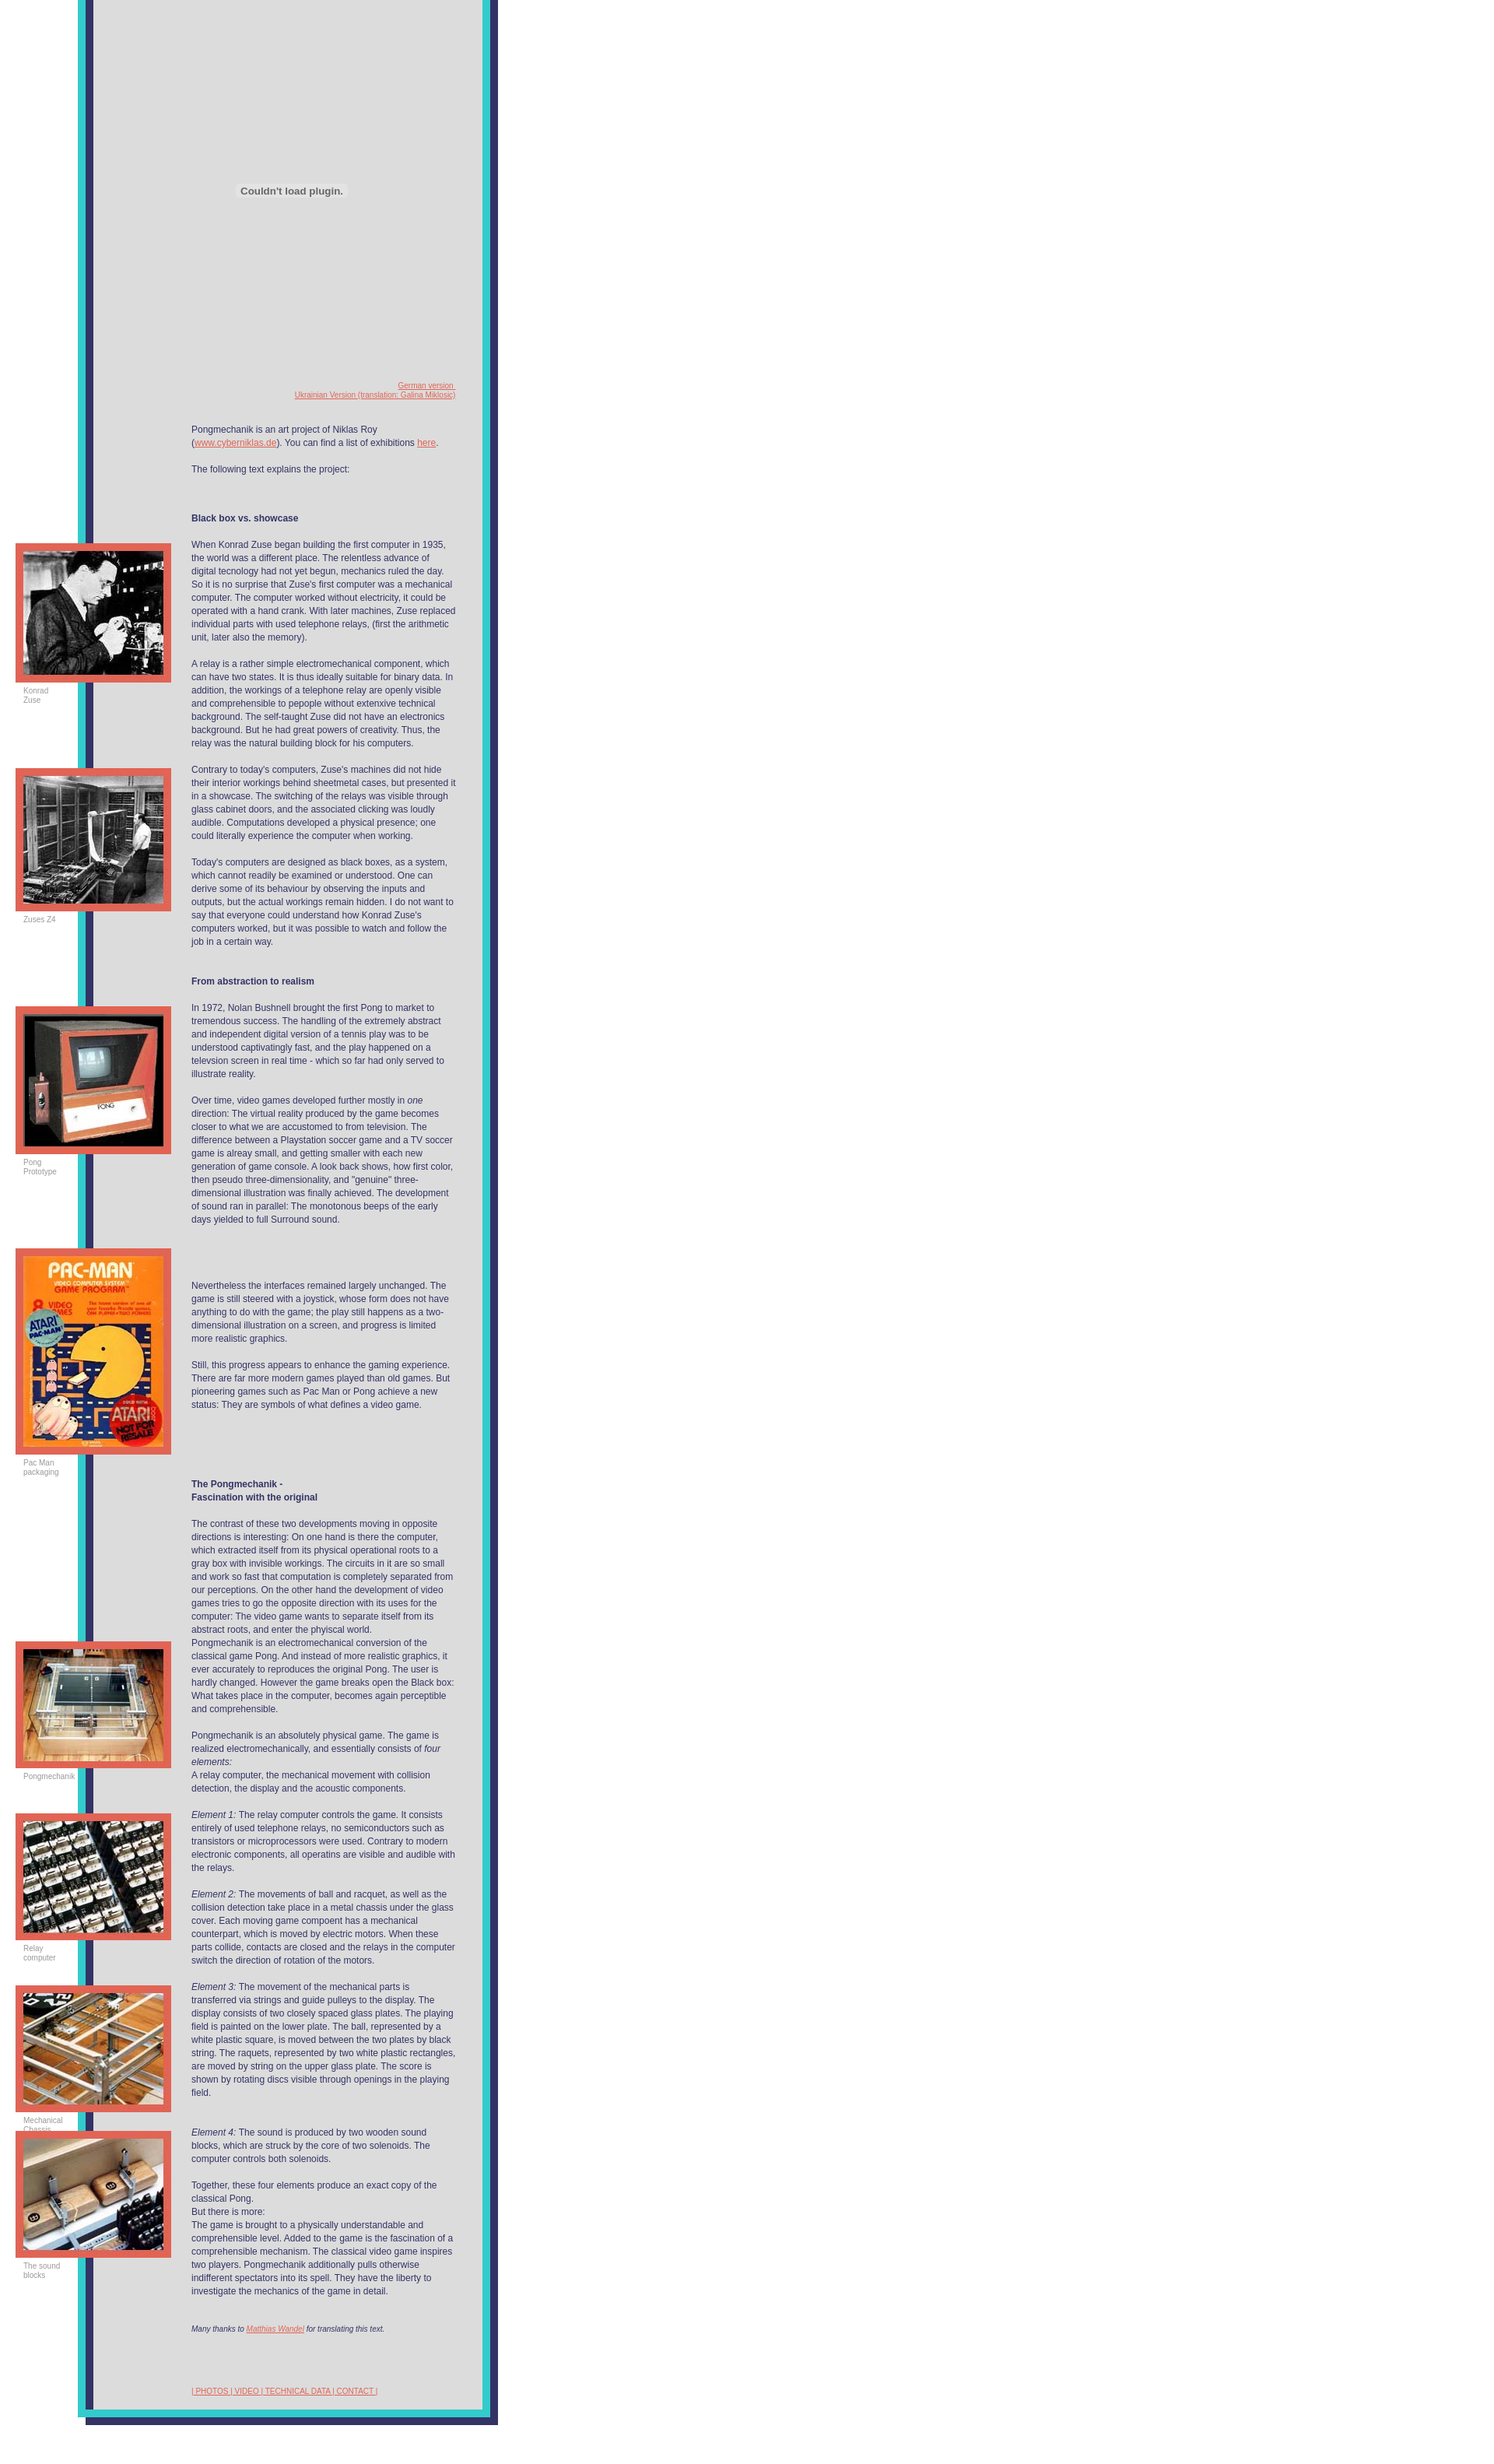 Couldn't load plugin.
German version
Ukrainian Version (translation: Galina Miklosic)
Pongmechanik is an art project of Niklas Roy
(www.cyberniklas.de). You can find a list of exhibitions here.
The following text explains the project:
Black box vs. showcase
When Konrad Zuse began building the first computer in 1935,
the world was a different place. The relentless advance of
digital tecnology had not yet begun, mechanics ruled the day.
So it is no surprise that Zuse's first computer was a mechanical
computer. The computer worked without electricity, it could be
operated with a hand crank. With later machines, Zuse replaced
individual parts with used telephone relays, (first the arithmetic
unit, later also the memory).
Konrad
Zuse
A relay is a rather simple electromechanical component, which
can have two states. It is thus ideally suitable for binary data. In
addition, the workings of a telephone relay are openly visible
and comprehensible to pepople without extenxive technical
background. The self-taught Zuse did not have an electronics
background. But he had great powers of creativity. Thus, the
relay was the natural building block for his computers.
Contrary to today's computers, Zuse's machines did not hide
their interior workings behind sheetmetal cases, but presented it
in a showcase. The switching of the relays was visible through
glass cabinet doors, and the associated clicking was loudly
audible. Computations developed a physical presence; one
could literally experience the computer when working.
Today's computers are designed as black boxes, as a system,
which cannot readily be examined or understood. One can
derive some of its behaviour by observing the inputs and
outputs, but the actual workings remain hidden. I do not want to
say that everyone could understand how Konrad Zuse's
computers worked, but it was possible to watch and follow the
job in a certain way.
Zuses Z4
From abstraction to realism
In 1972, Nolan Bushnell brought the first Pong to market to
tremendous success. The handling of the extremely abstract
and independent digital version of a tennis play was to be
understood captivatingly fast, and the play happened on a
televsion screen in real time - which so far had only served to
illustrate reality.
PONG
Over time, video games developed further mostly in one
direction: The virtual reality produced by the game becomes
closer to what we are accustomed to from television. The
difference between a Playstation soccer game and a TV soccer
game is alreay small, and getting smaller with each new
generation of game console. A look back shows, how first color,
then pseudo three-dimensionality, and "genuine" three-
dimensional illustration was finally achieved. The development
of sound ran in parallel: The monotonous beeps of the early
days yielded to full Surround sound.
Pong
Prototype
PAC-MAN
VIDEO COMPUTER SYSTEM
GAME PROGRAM
8 VIDEO
GAMES
ATARI
PAC-MAN
ATARI
NOT FOR
RESALE
Nevertheless the interfaces remained largely unchanged. The
game is still steered with a joystick, whose form does not have
anything to do with the game; the play still happens as a two-
dimensional illustration on a screen, and progress is limited
more realistic graphics.
Still, this progress appears to enhance the gaming experience.
There are far more modern games played than old games. But
pioneering games such as Pac Man or Pong achieve a new
status: They are symbols of what defines a video game.
Pac Man
packaging
The Pongmechanik -
Fascination with the original
The contrast of these two developments moving in opposite
directions is interesting: On one hand is there the computer,
which extracted itself from its physical operational roots to a
gray box with invisible workings. The circuits in it are so small
and work so fast that computation is completely separated from
our perceptions. On the other hand the development of video
games tries to go the opposite direction with its uses for the
computer: The video game wants to separate itself from its
abstract roots, and enter the phyiscal world.
Pongmechanik is an electromechanical conversion of the
classical game Pong. And instead of more realistic graphics, it
ever accurately to reproduces the original Pong. The user is
hardly changed. However the game breaks open the Black box:
What takes place in the computer, becomes again perceptible
and comprehensible.
Pongmechanik is an absolutely physical game. The game is
realized electromechanically, and essentially consists of four
elements:
A relay computer, the mechanical movement with collision
detection, the display and the acoustic components.
Pongmechanik
Element 1: The relay computer controls the game. It consists
entirely of used telephone relays, no semiconductors such as
transistors or microprocessors were used. Contrary to modern
electronic components, all operatins are visible and audible with
the relays.
Element 2: The movements of ball and racquet, as well as the
collision detection take place in a metal chassis under the glass
cover. Each moving game compoent has a mechanical
counterpart, which is moved by electric motors. When these
parts collide, contacts are closed and the relays in the computer
switch the direction of rotation of the motors.
Relay
computer
Element 3: The movement of the mechanical parts is
transferred via strings and guide pulleys to the display. The
display consists of two closely spaced glass plates. The playing
field is painted on the lower plate. The ball, represented by a
white plastic square, is moved between the two plates by black
string. The raquets, represented by two white plastic rectangles,
are moved by string on the upper glass plate. The score is
shown by rotating discs visible through openings in the playing
field.
Mechanical
Chassis
Element 4: The sound is produced by two wooden sound
blocks, which are struck by the core of two solenoids. The
computer controls both solenoids.
Together, these four elements produce an exact copy of the
classical Pong.
But there is more:
The game is brought to a physically understandable and
comprehensible level. Added to the game is the fascination of a
comprehensible mechanism. The classical video game inspires
two players. Pongmechanik additionally pulls otherwise
indifferent spectators into its spell. They have the liberty to
investigate the mechanics of the game in detail.
The sound
blocks
Many thanks to Matthias Wandel for translating this text.
| PHOTOS | VIDEO | TECHNICAL DATA | CONTACT |